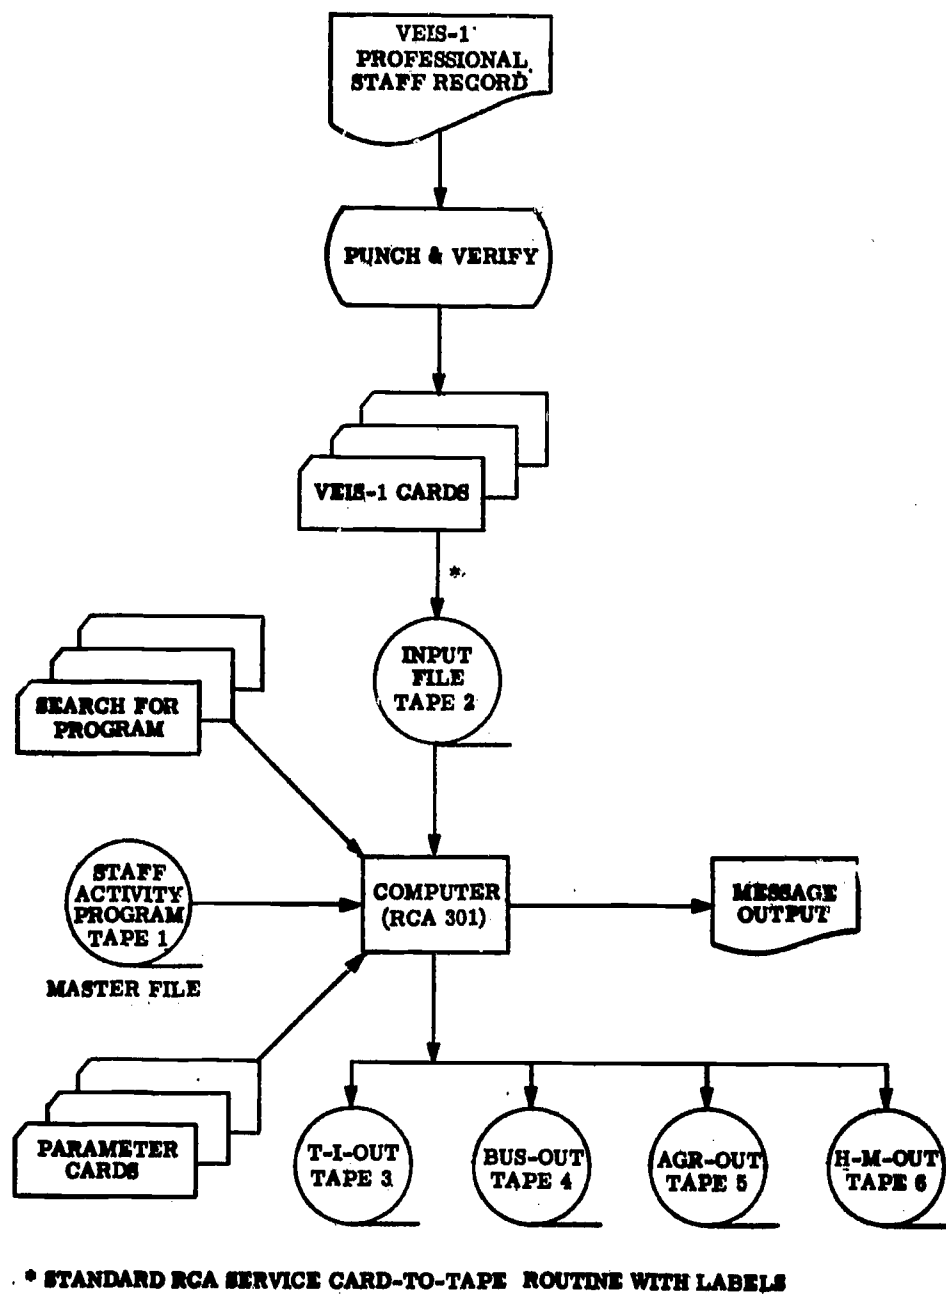 VEIS-1
PROFESSIONAL
STAFF RECORD
PUNCH & VERIFY
VEIS-1 CARDS
*
INPUT
FILE
TAPE 2
SEARCH FOR
PROGRAM
STAFF
ACTIVITY
PROGRAM
TAPE 1
MASTER FILE
COMPUTER
(RCA 301)
MESSAGE
OUTPUT
PARAMETER
CARDS
T-I-OUT
TAPE 3
BUS-OUT
TAPE 4
AGR-OUT
TAPE 5
H-M-OUT
TAPE 6
* STANDARD RCA SERVICE CARD-TO-TAPE ROUTINE WITH LABELS